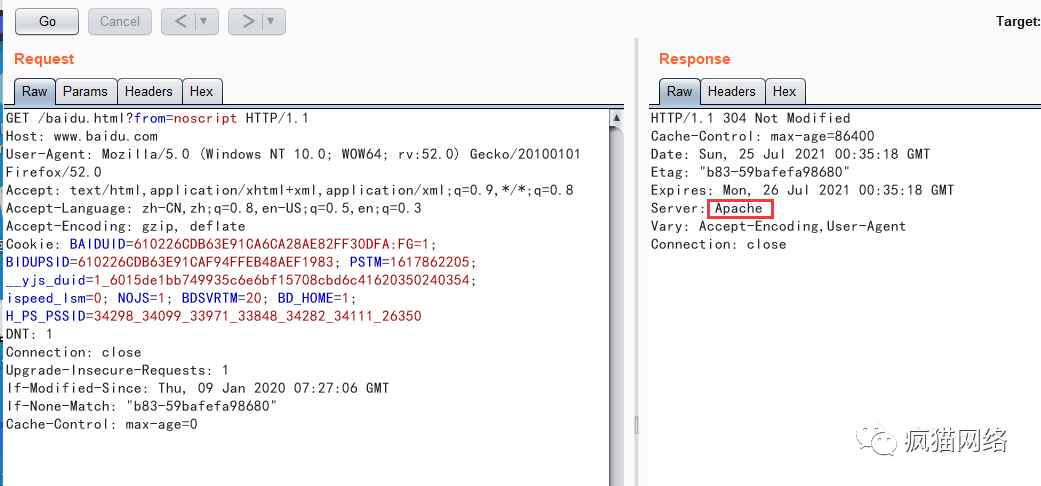 Go Cancel < ▼ > ▼ Target:
Request
Raw Params Headers Hex
GET /baidu.html?from=noscript HTTP/1.1
Host: www.baidu.com
User-Agent: Mozilla/5.0 (Windows NT 10.0; WOW64; rv:52.0) Gecko/20100101
Firefox/52.0
Accept: text/html,application/xhtml+xml,application/xml;q=0.9,*/*;q=0.8
Accept-Language: zh-CN,zh;q=0.8,en-US;q=0.5,en;q=0.3
Accept-Encoding: gzip, deflate
Cookie: BAIDUID=610226CDB63E91CA6CA28AE82FF30DFA:FG=1;
BIDUPSID=610226CDB63E91CAF94FFEB48AEF1983; PSTM=1617862205;
__yjs_duid=1_6015de1bb749935c6e6bf15708cbd6c41620350240354;
ispeed_lsm=0; NOJS=1; BDSVRTM=20; BD_HOME=1;
H_PS_PSSID=34298_34099_33971_33848_34282_34111_26350
DNT: 1
Connection: close
Upgrade-Insecure-Requests: 1
If-Modified-Since: Thu, 09 Jan 2020 07:27:06 GMT
If-None-Match: "b83-59bafefa98680"
Cache-Control: max-age=0
Response
Raw Headers Hex
HTTP/1.1 304 Not Modified
Cache-Control: max-age=86400
Date: Sun, 25 Jul 2021 00:35:18 GMT
Etag: "b83-59bafefa98680"
Expires: Mon, 26 Jul 2021 00:35:18 GMT
Server: Apache
Vary: Accept-Encoding,User-Agent
Connection: close
疯猫网络